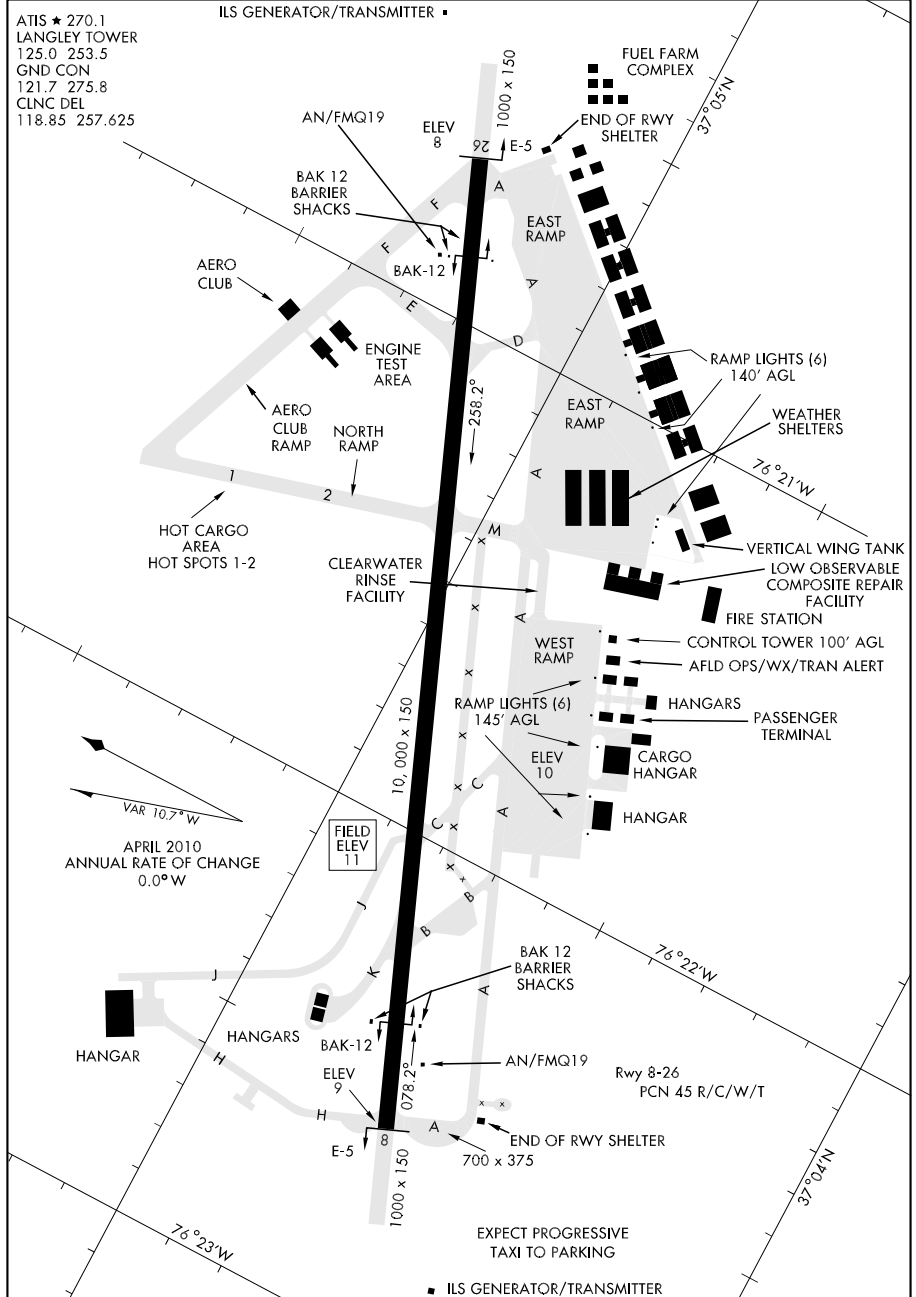 ILS GENERATOR/TRANSMITTER
ATIS ★ 270.1
LANGLEY TOWER
125.0 253.5
GND CON
121.7 275.8
CLNC DEL
118.85 257.625
1000 x 150
FUEL FARM
COMPLEX
37°05'N
AN/FMQ19
ELEV
8
26
E-5
END OF RWY
SHELTER
BAK 12
BARRIER
SHACKS
A
F
F
EAST
RAMP
BAK-12
AERO
CLUB
A
E
D
ENGINE
TEST
AREA
RAMP LIGHTS (6)
140' AGL
258.2°
AERO
CLUB
RAMP
NORTH
RAMP
EAST
RAMP
WEATHER
SHELTERS
76°21'W
1
2
A
HOT CARGO
AREA
HOT SPOTS 1-2
M
x
VERTICAL WING TANK
CLEARWATER
RINSE
FACILITY
LOW OBSERVABLE
COMPOSITE REPAIR
FACILITY
x
A
FIRE STATION
WEST
RAMP
CONTROL TOWER 100' AGL
AFLD OPS/WX/TRAN ALERT
x
RAMP LIGHTS (6)
145' AGL
HANGARS
PASSENGER
TERMINAL
10, 000 x 150
x
ELEV
10
CARGO
HANGAR
x
C
C
A
HANGAR
VAR 10.7° W
APRIL 2010
ANNUAL RATE OF CHANGE
0.0° W
FIELD
ELEV
11
x
x
x
x
B
J
B
76°22'W
BAK 12
BARRIER
SHACKS
J
K
A
HANGARS
BAK-12
HANGAR
H
AN/FMQ19
078.2°
ELEV
9
Rwy 8-26
PCN 45 R/C/W/T
x x
H
A
8
E-5
END OF RWY SHELTER
700 x 375
1000 x 150
37°04'N
76°23'W
EXPECT PROGRESSIVE
TAXI TO PARKING
ILS GENERATOR/TRANSMITTER